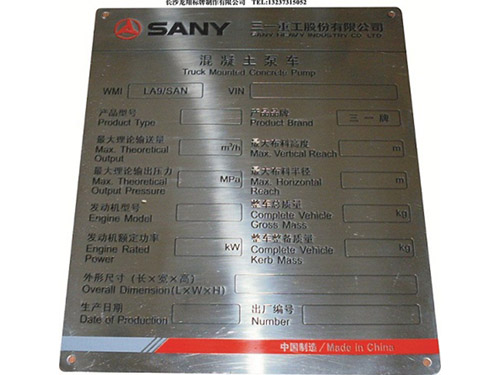 长沙龙翔标牌制作有限公司 TEL:13237315052
SANY 三一重工股份有限公司
SANY HEAVY INDUSTRY CO. LTD.
混凝土泵车
Truck Mounted Concrete Pump
WMI LA9/SAN VIN
产品型号 产品品牌
Product Type Product Brand 三一牌
最大理论输送量 最大布料高度
Max. Theoretical m³/h Max. Vertical Reach m
Output
最大理论输出压力 最大布料半径
Max. Theoretical MPa Max. Horizontal m
Output Pressure Reach
发动机型号 整车总质量
Engine Model Complete Vehicle kg
Gross Mass
发动机额定功率 整车整备质量
Engine Rated kW Complete Vehicle kg
Power Kerb Mass
外形尺寸(长×宽×高)
Overall Dimension(L×W×H)
生产日期 出厂编号
Date of Production Number
中国制造/Made in China